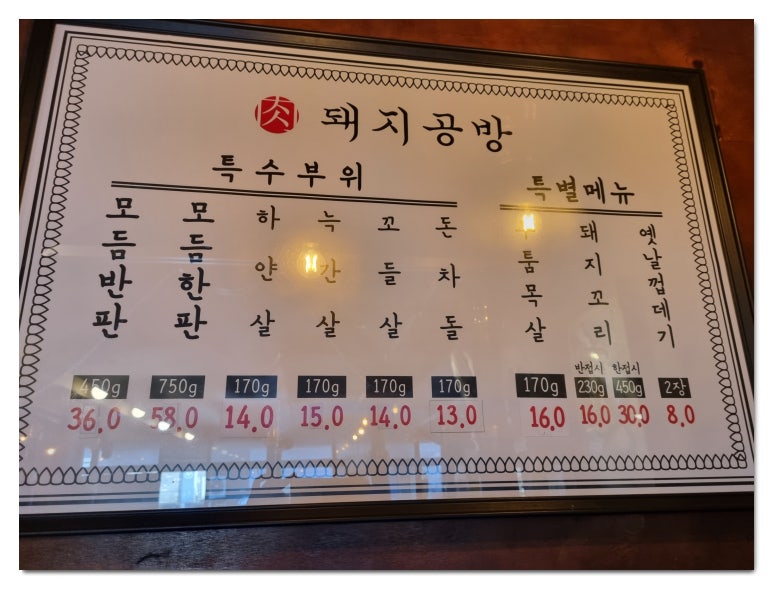 돼지공방
특수부위
모듬반판
450g
36.0
모듬한판
750g
58.0
하얀살
170g
14.0
늑간살
170g
15.0
꼬들살
170g
14.0
돈차돌
170g
13.0
특별메뉴
두툼목살
170g
16.0
돼지꼬리
반접시 한접시
230g 450g
16.0 30.0
옛날껍데기
2장
8.0